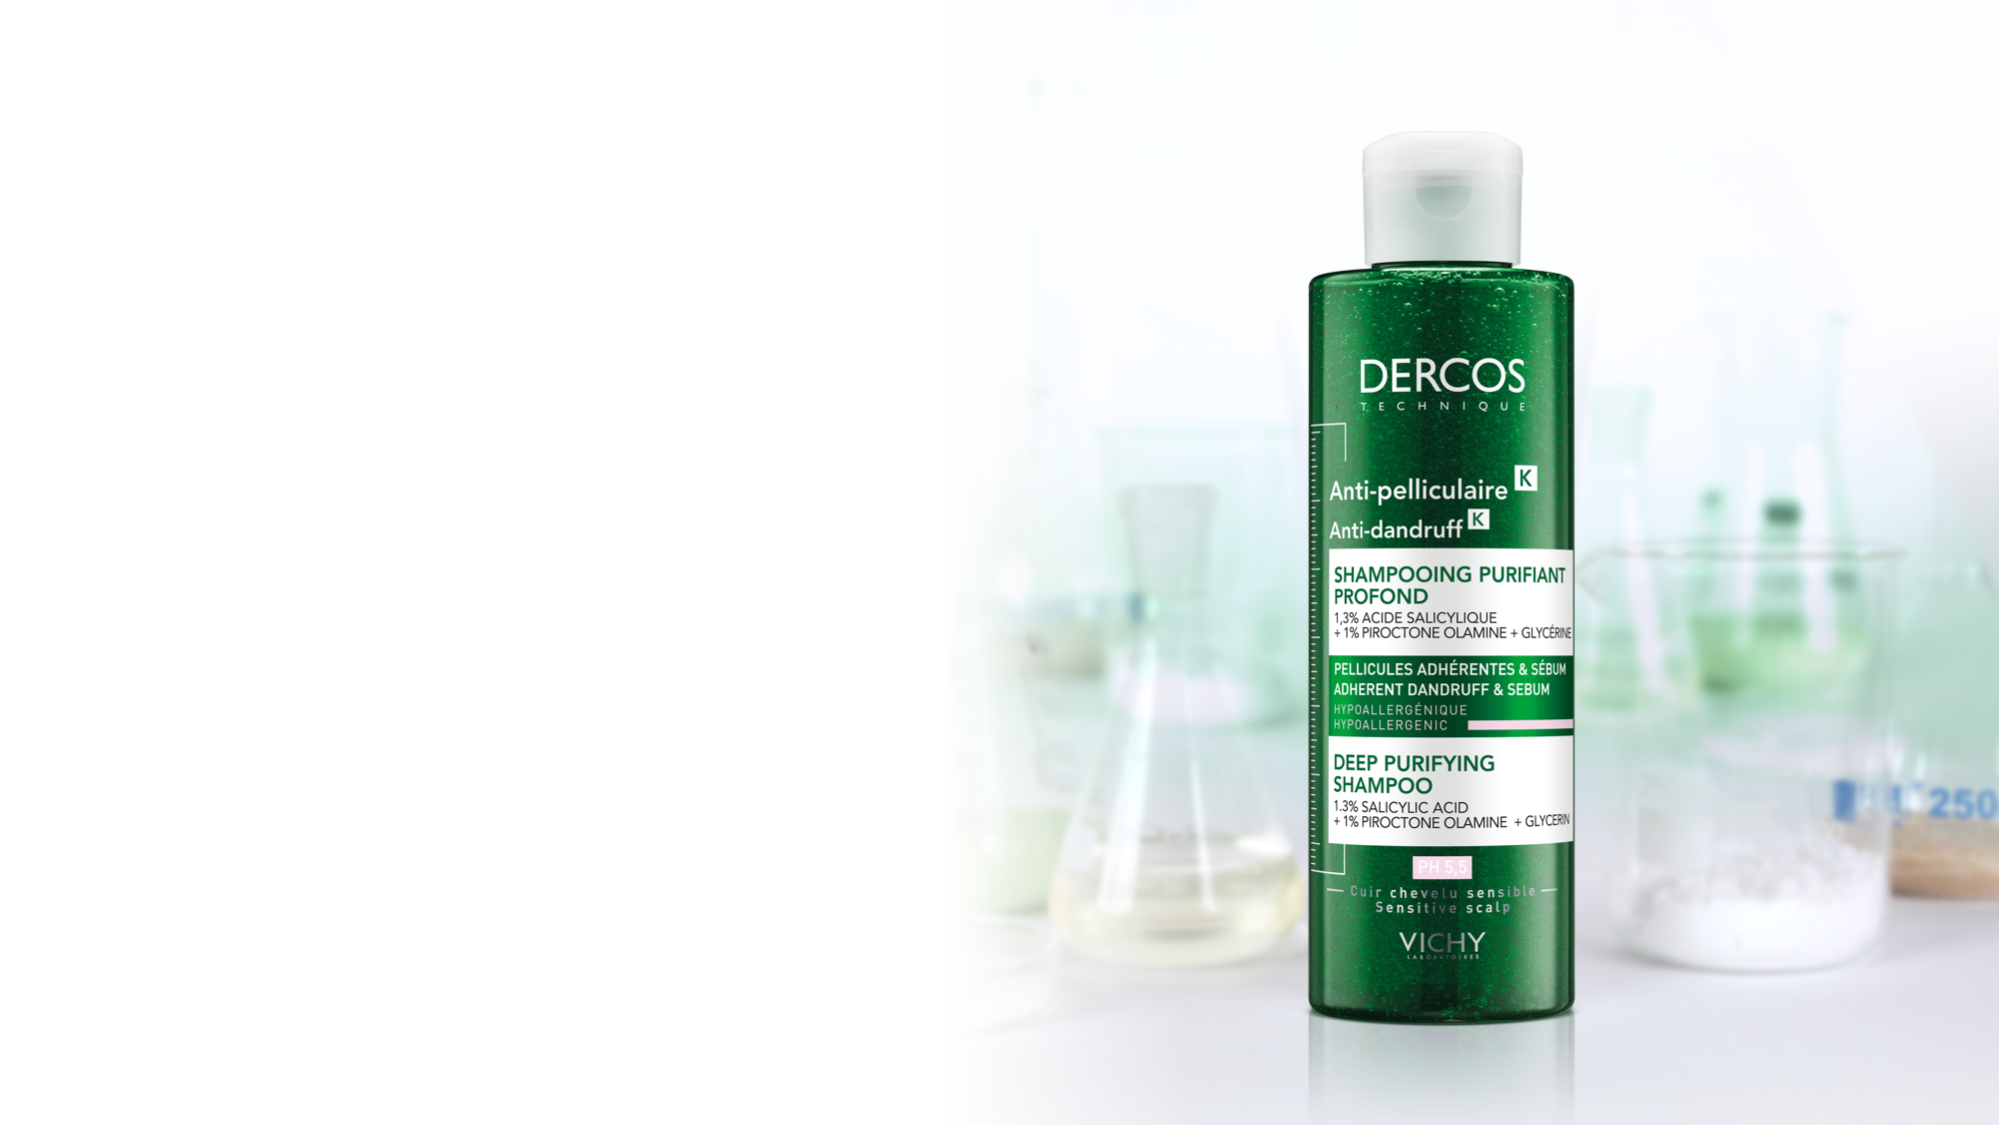 DERCOS
TECHNIQUE
Anti-pelliculaire K
Anti-dandruff K
SHAMPOOING PURIFIANT
PROFOND
1,3% ACIDE SALICYLIQUE
+ 1% PIROCTONE OLAMINE + GLYCÉRINE
PELLICULES ADHÉRENTES & SÉBUM
ADHERENT DANDRUFF & SEBUM
HYPOALLERGÉNIQUE
HYPOALLERGENIC
DEEP PURIFYING
SHAMPOO
1.3% SALICYLIC ACID
+ 1% PIROCTONE OLAMINE + GLYCERIN
PH 5,5
Cuir chevelu sensible
Sensitive scalp
VICHY
LABORATOIRES
250